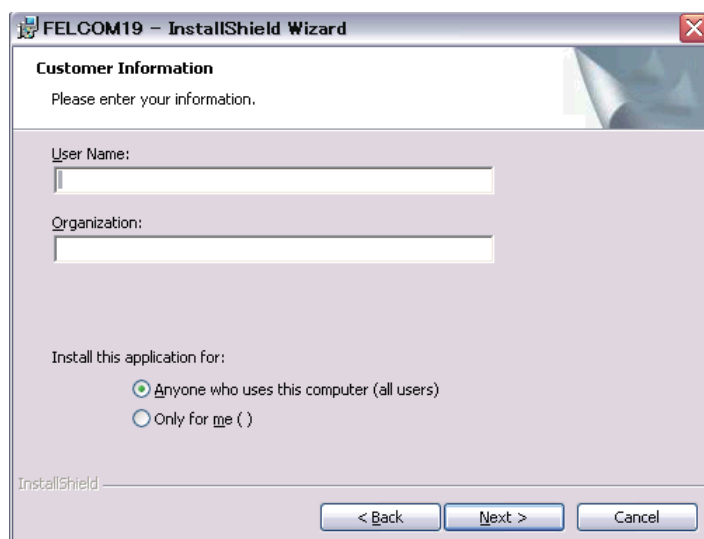 FELCOM19 - InstallShield Wizard
Customer Information
Please enter your information.
User Name:
Organization:
Install this application for:
Anyone who uses this computer (all users)
Only for me ( )
InstallShield
< Back
Next >
Cancel